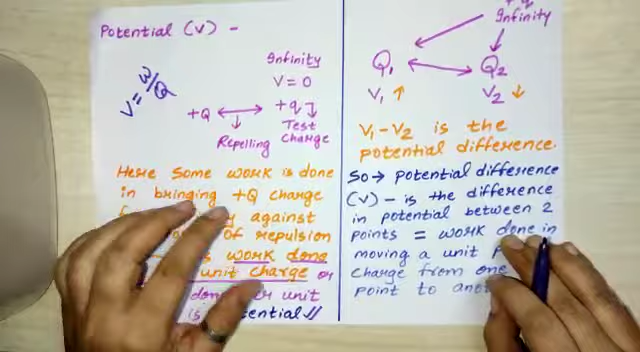 Potential (V) -
V = W/Q
Infinity
V = 0
+Q ⟷ +q
Repelling
Test
Charge
Here Some work is done
in bringing +Q charge
against
of repulsion
work done
unit charge or
unit
is
Infinity
Q1 ⟷ Q2
V1 ↑ V2 ↓
V1-V2 is the
potential difference.
So → potential difference
(V) - is the difference
in potential between 2
points = work done in
moving a unit
charge from one
point to